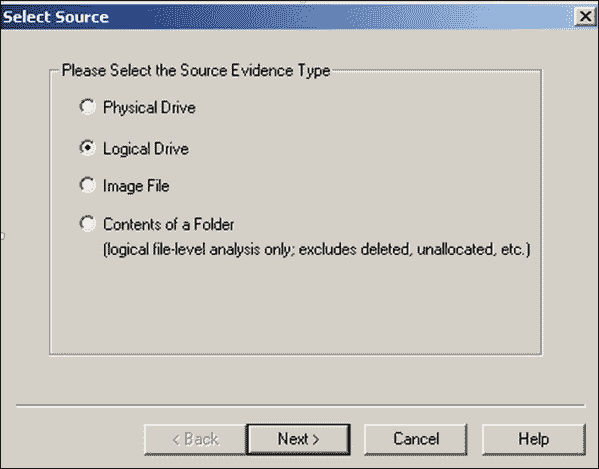 Select Source
Please Select the Source Evidence Type
Physical Drive
Logical Drive
Image File
Contents of a Folder
(logical file-level analysis only; excludes deleted, unallocated, etc.)
< Back
Next >
Cancel
Help